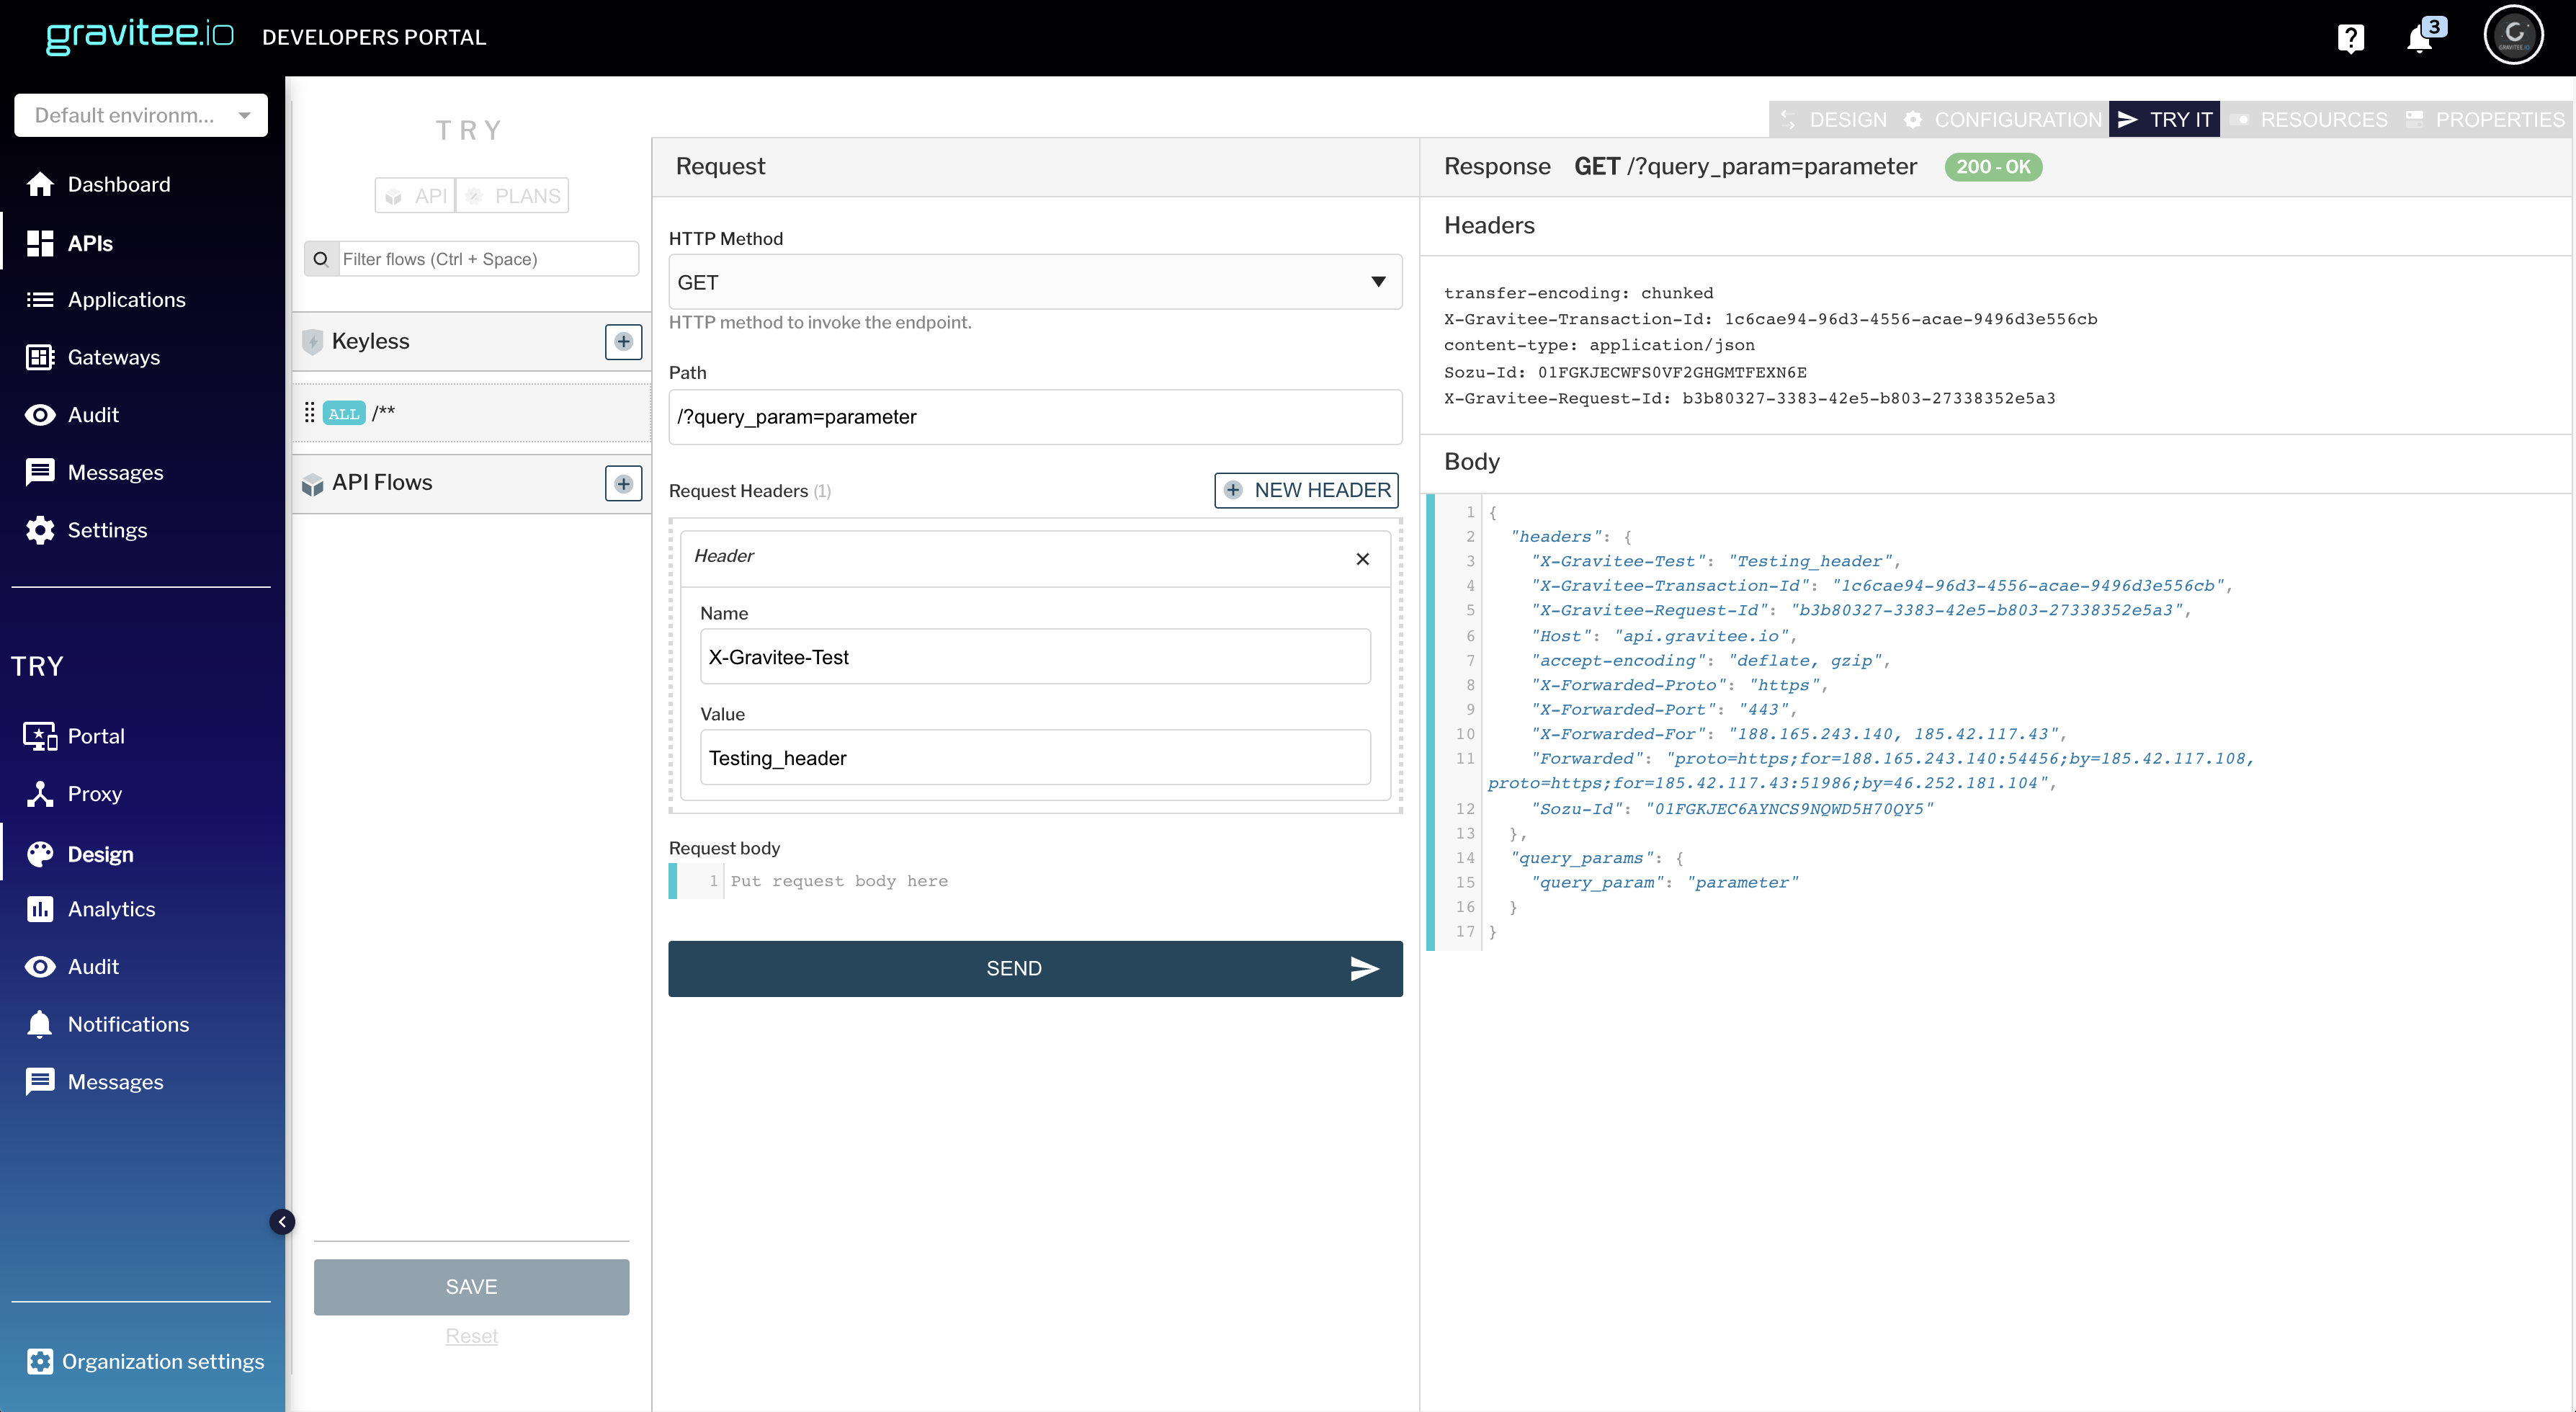 gravitee.io DEVELOPERS PORTAL
3
GRAVITEE.IO
Default environm...
Dashboard
APIs
Applications
Gateways
Audit
Messages
Settings
TRY
Portal
Proxy
Design
Analytics
Audit
Notifications
Messages
Organization settings
TRY
API PLANS
Filter flows (Ctrl + Space)
Keyless
ALL /**
API Flows
SAVE
Reset
DESIGN CONFIGURATION TRY IT RESOURCES PROPERTIES
Request
HTTP Method
GET
HTTP method to invoke the endpoint.
Path
/?query_param=parameter
Request Headers (1) NEW HEADER
Header
Name
X-Gravitee-Test
Value
Testing_header
Request body
1 Put request body here
SEND
Response GET /?query_param=parameter 200 - OK
Headers
transfer-encoding: chunked
X-Gravitee-Transaction-Id: 1c6cae94-96d3-4556-acae-9496d3e556cb
content-type: application/json
Sozu-Id: 01FGKJECWFS0VF2GHGMTFEXN6E
X-Gravitee-Request-Id: b3b80327-3383-42e5-b803-27338352e5a3
Body
1 {
2 "headers": {
3 "X-Gravitee-Test": "Testing_header",
4 "X-Gravitee-Transaction-Id": "1c6cae94-96d3-4556-acae-9496d3e556cb",
5 "X-Gravitee-Request-Id": "b3b80327-3383-42e5-b803-27338352e5a3",
6 "Host": "api.gravitee.io",
7 "accept-encoding": "deflate, gzip",
8 "X-Forwarded-Proto": "https",
9 "X-Forwarded-Port": "443",
10 "X-Forwarded-For": "188.165.243.140, 185.42.117.43",
11 "Forwarded": "proto=https;for=188.165.243.140:54456;by=185.42.117.108,
proto=https;for=185.42.117.43:51986;by=46.252.181.104",
12 "Sozu-Id": "01FGKJEC6AYNCS9NQWD5H70QY5"
13 },
14 "query_params": {
15 "query_param": "parameter"
16 }
17 }